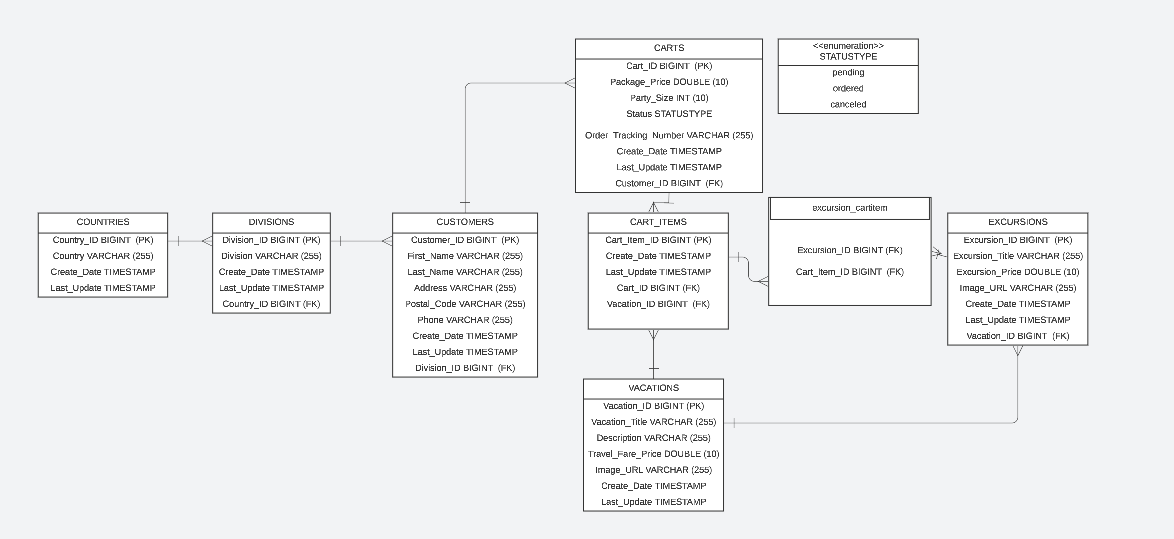 CARTS
Cart_ID BIGINT (PK)
Package_Price DOUBLE (10)
Party_Size INT (10)
Status STATUSTYPE
Order_Tracking_Number VARCHAR (255)
Create_Date TIMESTAMP
Last_Update TIMESTAMP
Customer_ID BIGINT (FK)
<<enumeration>>
STATUSTYPE
pending
ordered
canceled
COUNTRIES
Country_ID BIGINT (PK)
Country VARCHAR (255)
Create_Date TIMESTAMP
Last_Update TIMESTAMP
DIVISIONS
Division_ID BIGINT (PK)
Division VARCHAR (255)
Create_Date TIMESTAMP
Last_Update TIMESTAMP
Country_ID BIGINT (FK)
CUSTOMERS
Customer_ID BIGINT (PK)
First_Name VARCHAR (255)
Last_Name VARCHAR (255)
Address VARCHAR (255)
Postal_Code VARCHAR (255)
Phone VARCHAR (255)
Create_Date TIMESTAMP
Last_Update TIMESTAMP
Division_ID BIGINT (FK)
CART_ITEMS
Cart_Item_ID BIGINT (PK)
Create_Date TIMESTAMP
Last_Update TIMESTAMP
Cart_ID BIGINT (FK)
Vacation_ID BIGINT (FK)
excursion_cartitem
Excursion_ID BIGINT (FK)
Cart_Item_ID BIGINT (FK)
EXCURSIONS
Excursion_ID BIGINT (PK)
Excursion_Title VARCHAR (255)
Excursion_Price DOUBLE (10)
Image_URL VARCHAR (255)
Create_Date TIMESTAMP
Last_Update TIMESTAMP
Vacation_ID BIGINT (FK)
VACATIONS
Vacation_ID BIGINT (PK)
Vacation_Title VARCHAR (255)
Description VARCHAR (255)
Travel_Fare_Price DOUBLE (10)
Image_URL VARCHAR (255)
Create_Date TIMESTAMP
Last_Update TIMESTAMP